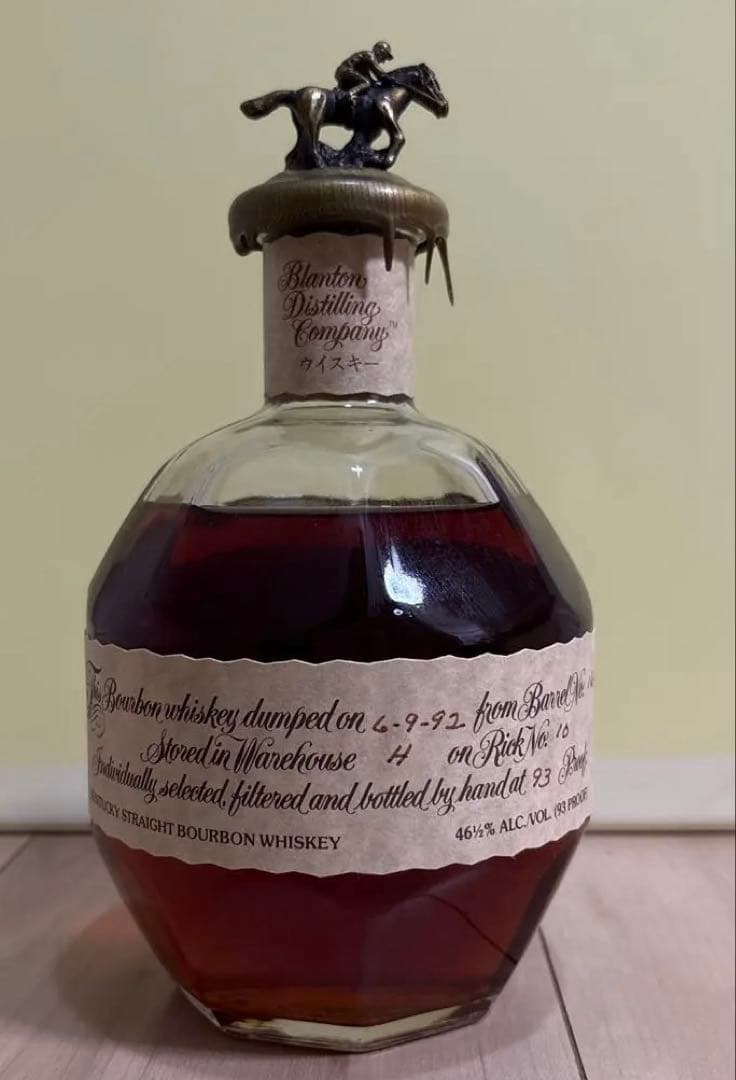 Blanton
Distilling
Company™
ウイスキー
This Bourbon whiskey dumped on 6-9-92 from Barrel No.
Stored in Warehouse H on Rick No. 10
Individually selected, filtered and bottled by hand at 93 Proof
KENTUCKY STRAIGHT BOURBON WHISKEY 46½% ALC./VOL. (93 PROOF)